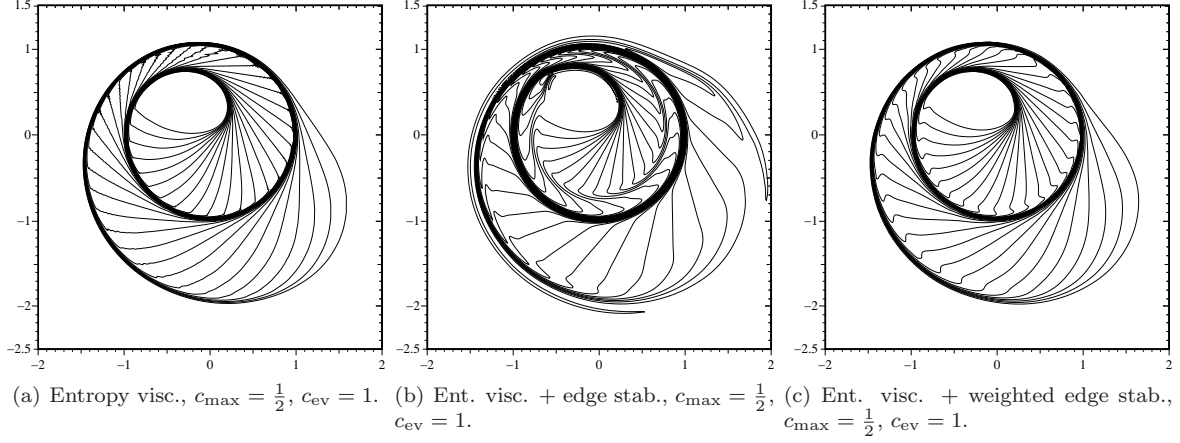 1.5
1
0
−1
−2
−2.5
−2 −1 0 1 2
1.5
1
0
−1
−2
−2.5
−2 −1 0 1 2
1.5
1
0
−1
−2
−2.5
−2 −1 0 1 2
(a) Entropy visc., c_max = 1/2, c_ev = 1.
(b) Ent. visc. + edge stab., c_max = 1/2,
c_ev = 1.
(c) Ent. visc. + weighted edge stab.,
c_max = 1/2, c_ev = 1.